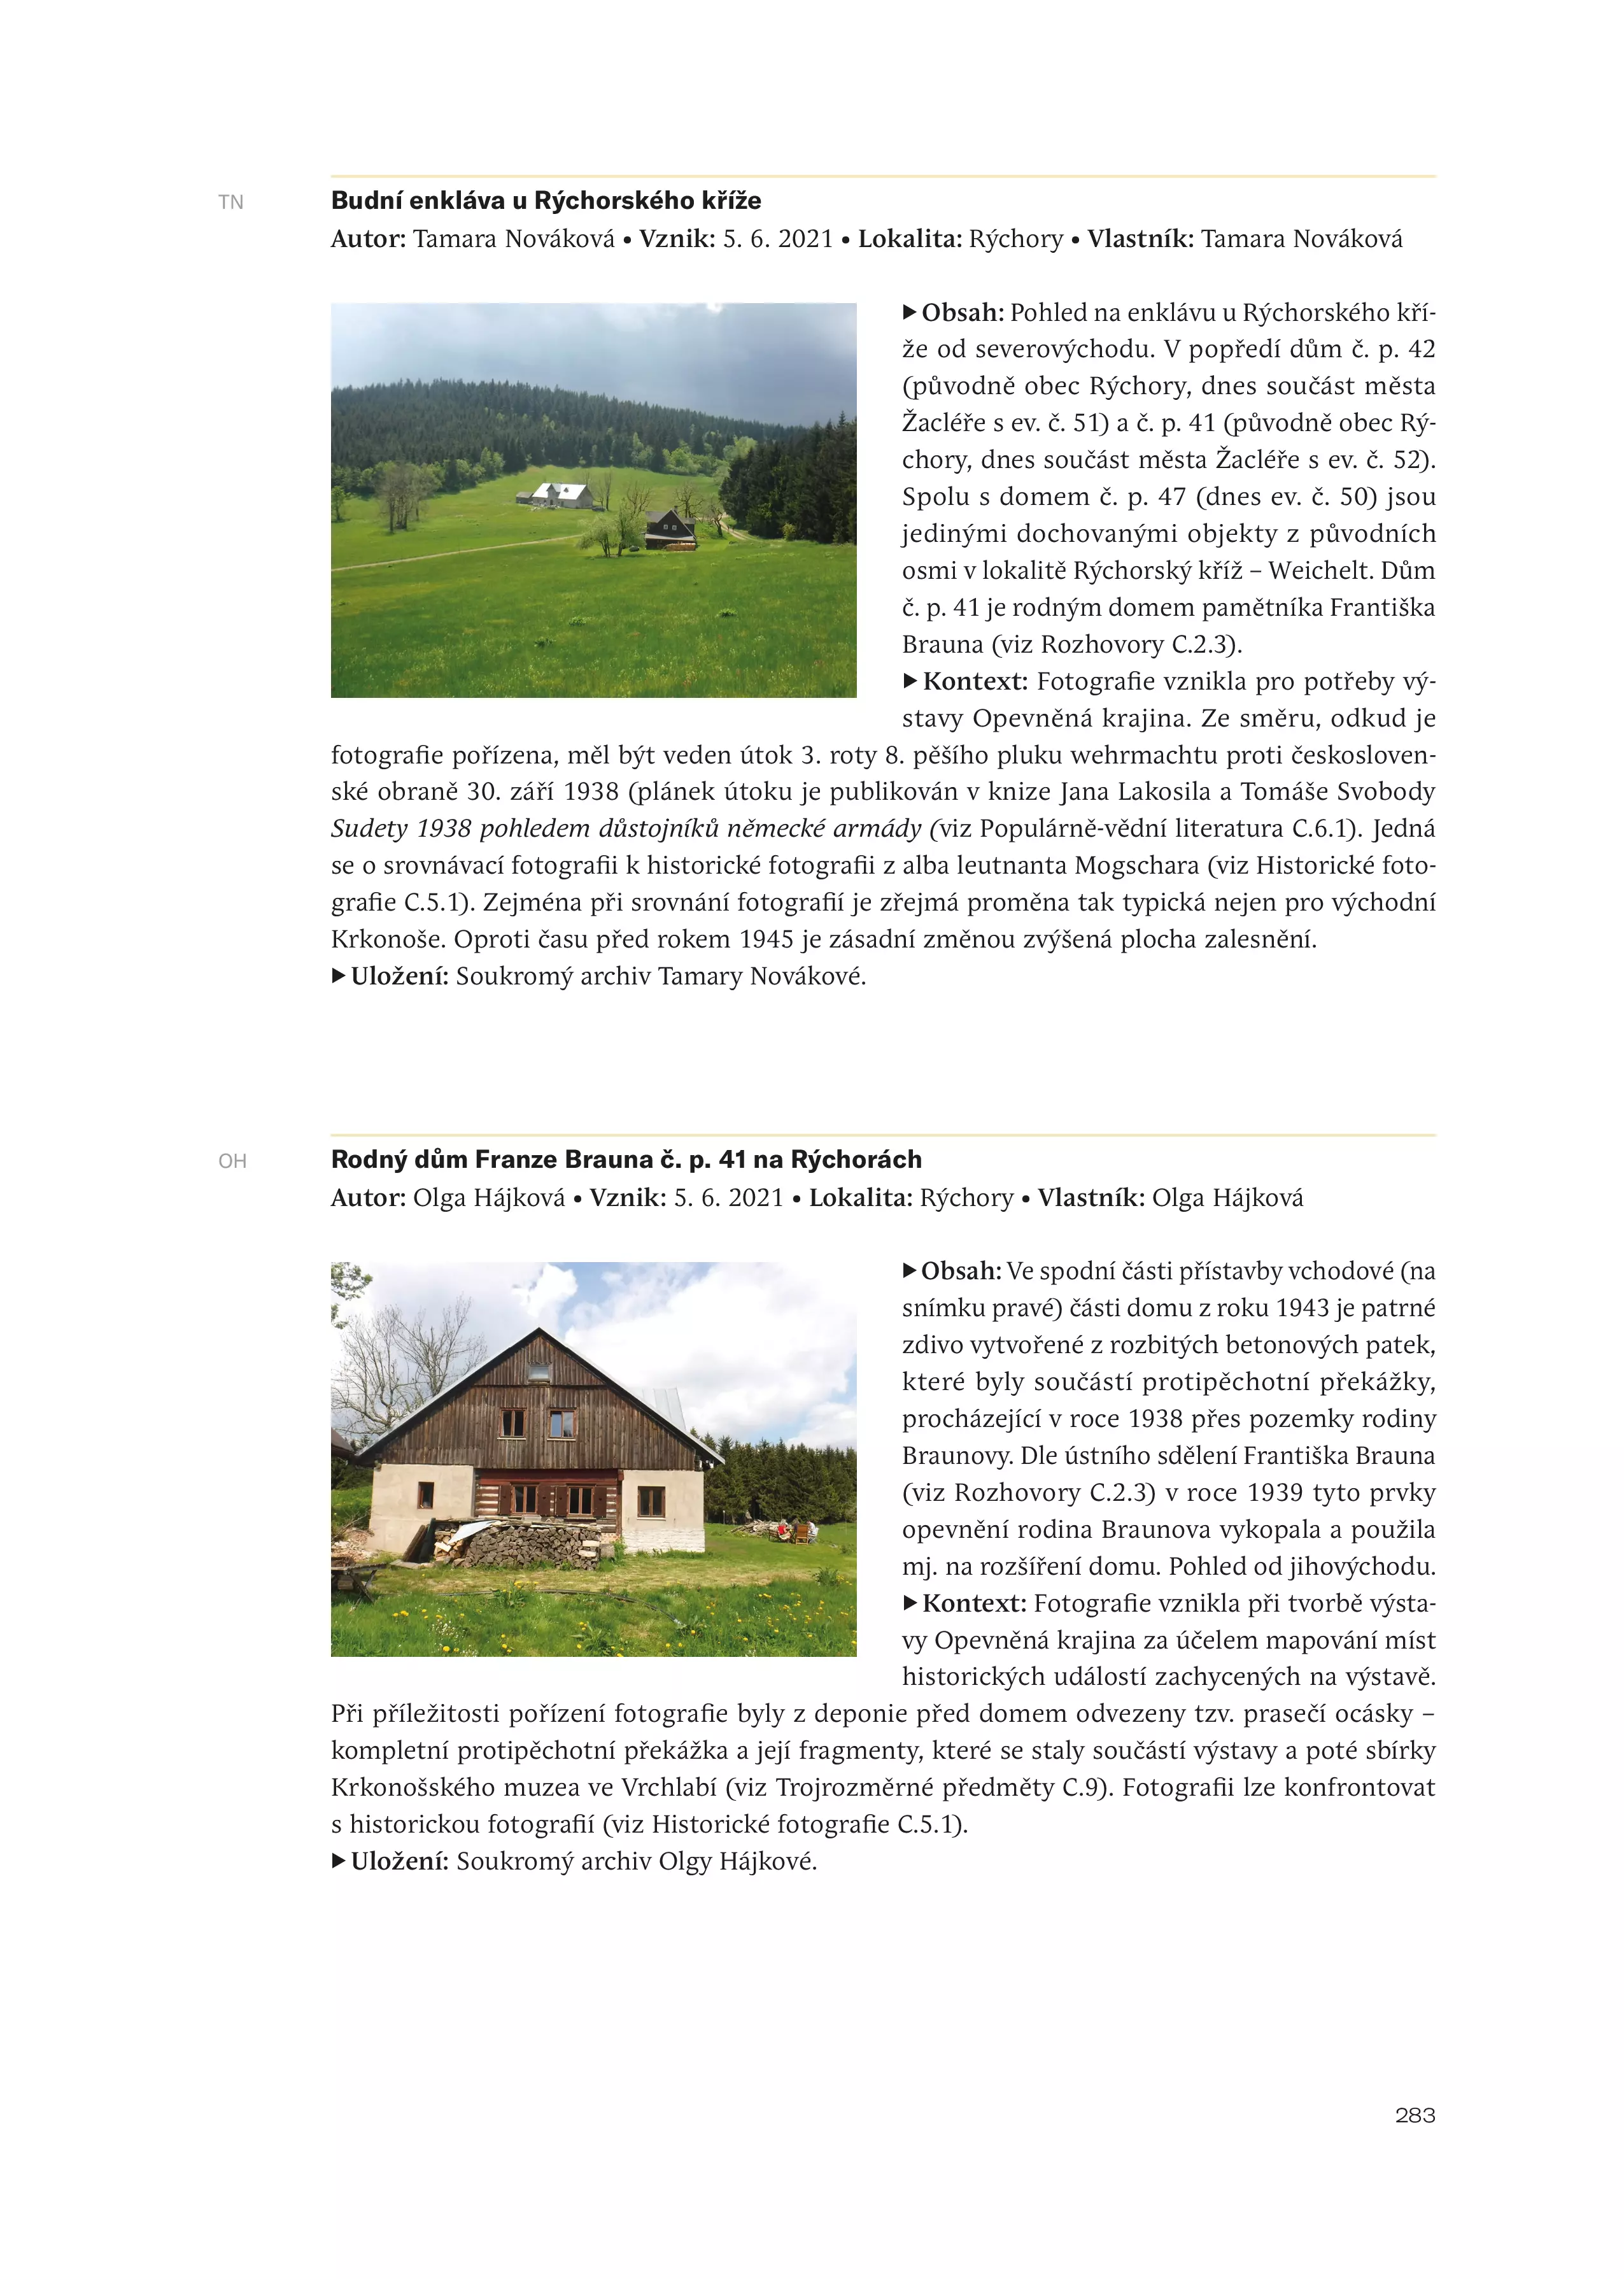 TN
Budní enkláva u Rýchorského kříže
Autor: Tamara Nováková • Vznik: 5. 6. 2021 • Lokalita: Rýchory • Vlastník: Tamara Nováková
▶ Obsah: Pohled na enklávu u Rýchorského kří-
že od severovýchodu. V popředí dům č. p. 42
(původně obec Rýchory, dnes součást města
Žacléře s ev. č. 51) a č. p. 41 (původně obec Rý-
chory, dnes součást města Žacléře s ev. č. 52).
Spolu s domem č. p. 47 (dnes ev. č. 50) jsou
jedinými dochovanými objekty z původních
osmi v lokalitě Rýchorský kříž – Weichelt. Dům
č. p. 41 je rodným domem pamětníka Františka
Brauna (viz Rozhovory C.2.3).
▶ Kontext: Fotografie vznikla pro potřeby vý-
stavy Opevněná krajina. Ze směru, odkud je
fotografie pořízena, měl být veden útok 3. roty 8. pěšího pluku wehrmachtu proti českosloven-
ské obraně 30. září 1938 (plánek útoku je publikován v knize Jana Lakosila a Tomáše Svobody
Sudety 1938 pohledem důstojníků německé armády (viz Populárně-vědní literatura C.6.1). Jedná
se o srovnávací fotografii k historické fotografii z alba leutnanta Mogschara (viz Historické foto-
grafie C.5.1). Zejména při srovnání fotografií je zřejmá proměna tak typická nejen pro východní
Krkonoše. Oproti času před rokem 1945 je zásadní změnou zvýšená plocha zalesnění.
▶ Uložení: Soukromý archiv Tamary Novákové.
OH
Rodný dům Franze Brauna č. p. 41 na Rýchorách
Autor: Olga Hájková • Vznik: 5. 6. 2021 • Lokalita: Rýchory • Vlastník: Olga Hájková
▶ Obsah: Ve spodní části přístavby vchodové (na
snímku pravé) části domu z roku 1943 je patrné
zdivo vytvořené z rozbitých betonových patek,
které byly součástí protipěchotní překážky,
procházející v roce 1938 přes pozemky rodiny
Braunovy. Dle ústního sdělení Františka Brauna
(viz Rozhovory C.2.3) v roce 1939 tyto prvky
opevnění rodina Braunova vykopala a použila
mj. na rozšíření domu. Pohled od jihovýchodu.
▶ Kontext: Fotografie vznikla při tvorbě výsta-
vy Opevněná krajina za účelem mapování míst
historických událostí zachycených na výstavě.
Při příležitosti pořízení fotografie byly z deponie před domem odvezeny tzv. prasečí ocásky –
kompletní protipěchotní překážka a její fragmenty, které se staly součástí výstavy a poté sbírky
Krkonošského muzea ve Vrchlabí (viz Trojrozměrné předměty C.9). Fotografii lze konfrontovat
s historickou fotografií (viz Historické fotografie C.5.1).
▶ Uložení: Soukromý archiv Olgy Hájkové.
283